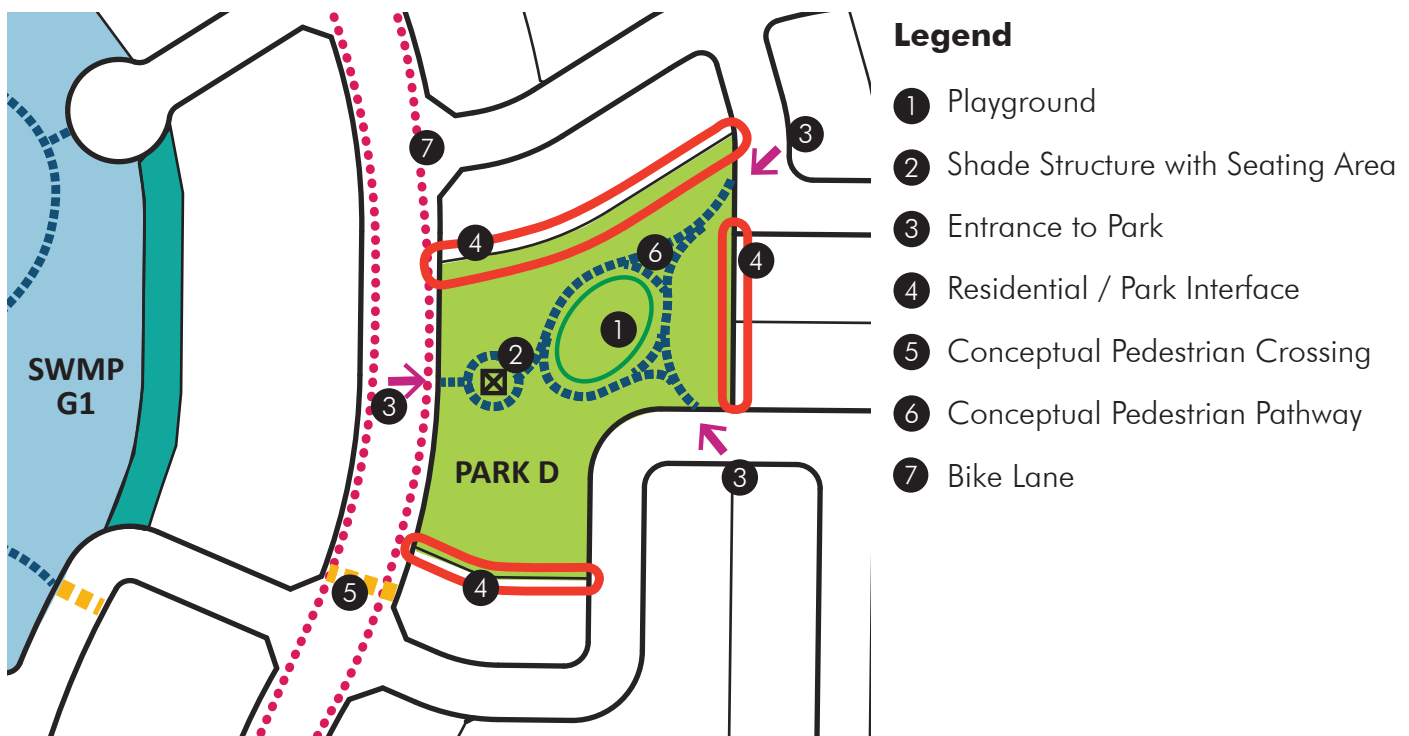 Legend
1 Playground
2 Shade Structure with Seating Area
3 Entrance to Park
4 Residential / Park Interface
5 Conceptual Pedestrian Crossing
6 Conceptual Pedestrian Pathway
7 Bike Lane
3
7
4
6
4
1
2
SWMP
G1
3
PARK D
3
5
4